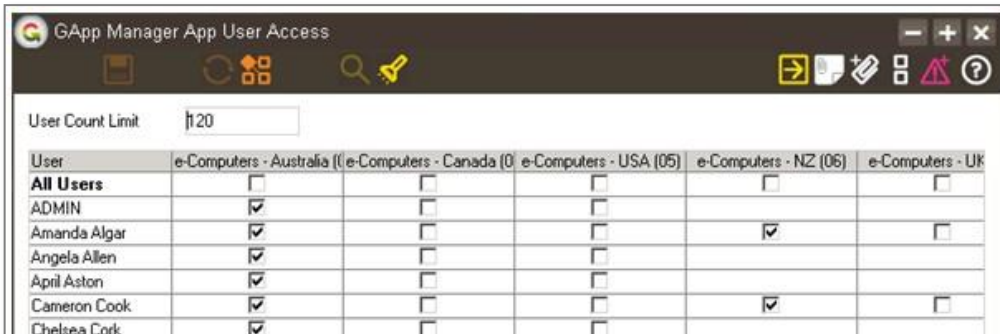 GApp Manager App User Access
User Count Limit 120
User e-Computers - Australia (0 e-Computers - Canada (0 e-Computers - USA (05) e-Computers - NZ (06) e-Computers - UK
All Users
ADMIN
Amanda Algar
Angela Allen
April Aston
Cameron Cook
Chelsea Cork